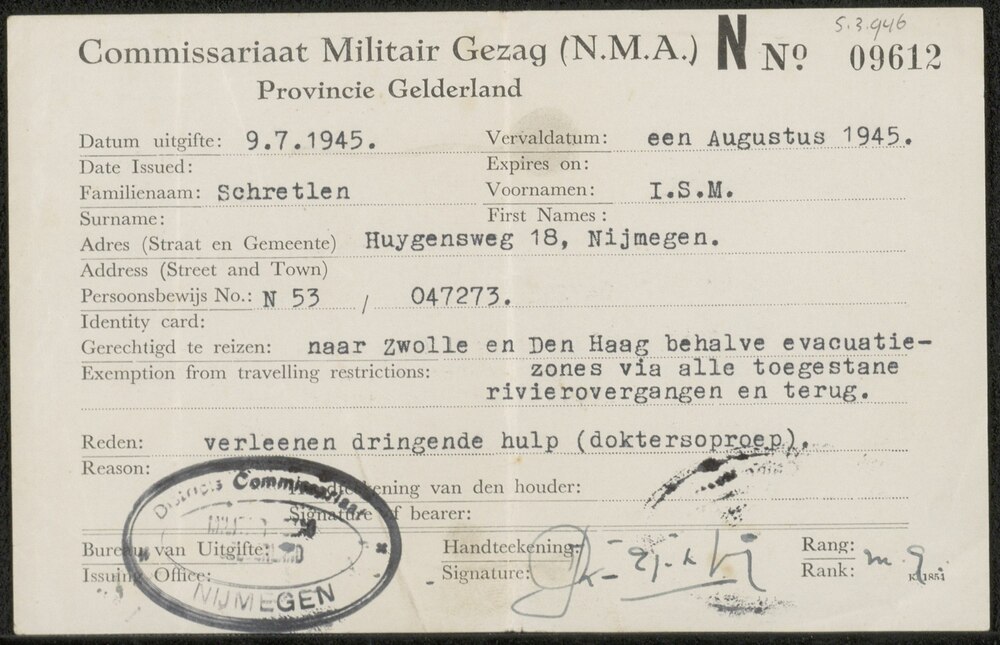 5.3.946
Commissariaat Militair Gezag (N.M.A.) N Nº 09612
Provincie Gelderland
Datum uitgifte: 9.7.1945. Vervaldatum: een Augustus 1945.
Date Issued: Expires on:
Familienaam: Schretlen Voornamen: I.S.M.
Surname: First Names:
Adres (Straat en Gemeente) Huygensweg 18, Nijmegen.
Address (Street and Town)
Persoonsbewijs No.: N 53 / 047273.
Identity card:
Gerechtigd te reizen: naar Zwolle en Den Haag behalve evacuatie-
Exemption from travelling restrictions: zones via alle toegestane
rivierovergangen en terug.
Reden: verleenen dringende hulp (doktersoproep).
Reason:
Handteekening van den houder:
Signature of bearer:
Districts Commissariaat
NIJMEGEN
Bureau van Uitgifte: Handteekening: Rang:
Issuing Office: Signature: Rank:
K 1851